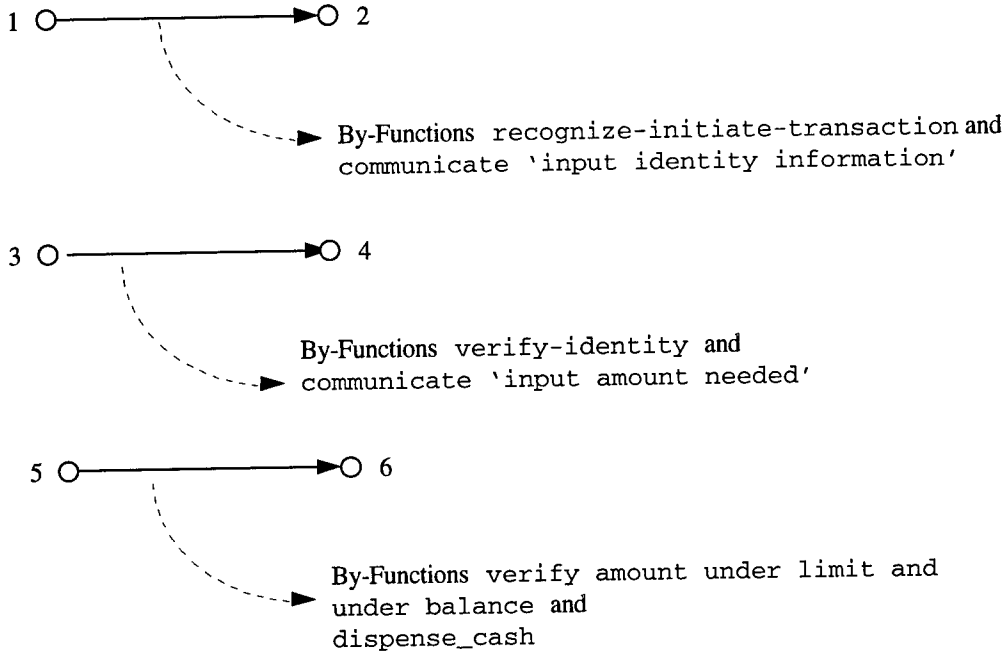 1 2
By-Functions recognize-initiate-transaction and
communicate 'input identity information'
3 4
By-Functions verify-identity and
communicate 'input amount needed'
5 6
By-Functions verify amount under limit and
under balance and
dispense_cash